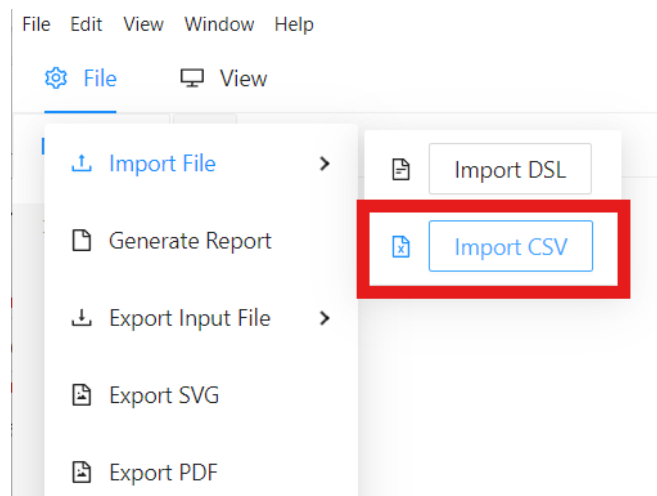 File Edit View Window Help
File View
Import File
Import DSL
Generate Report
Import CSV
Export Input File
Export SVG
Export PDF